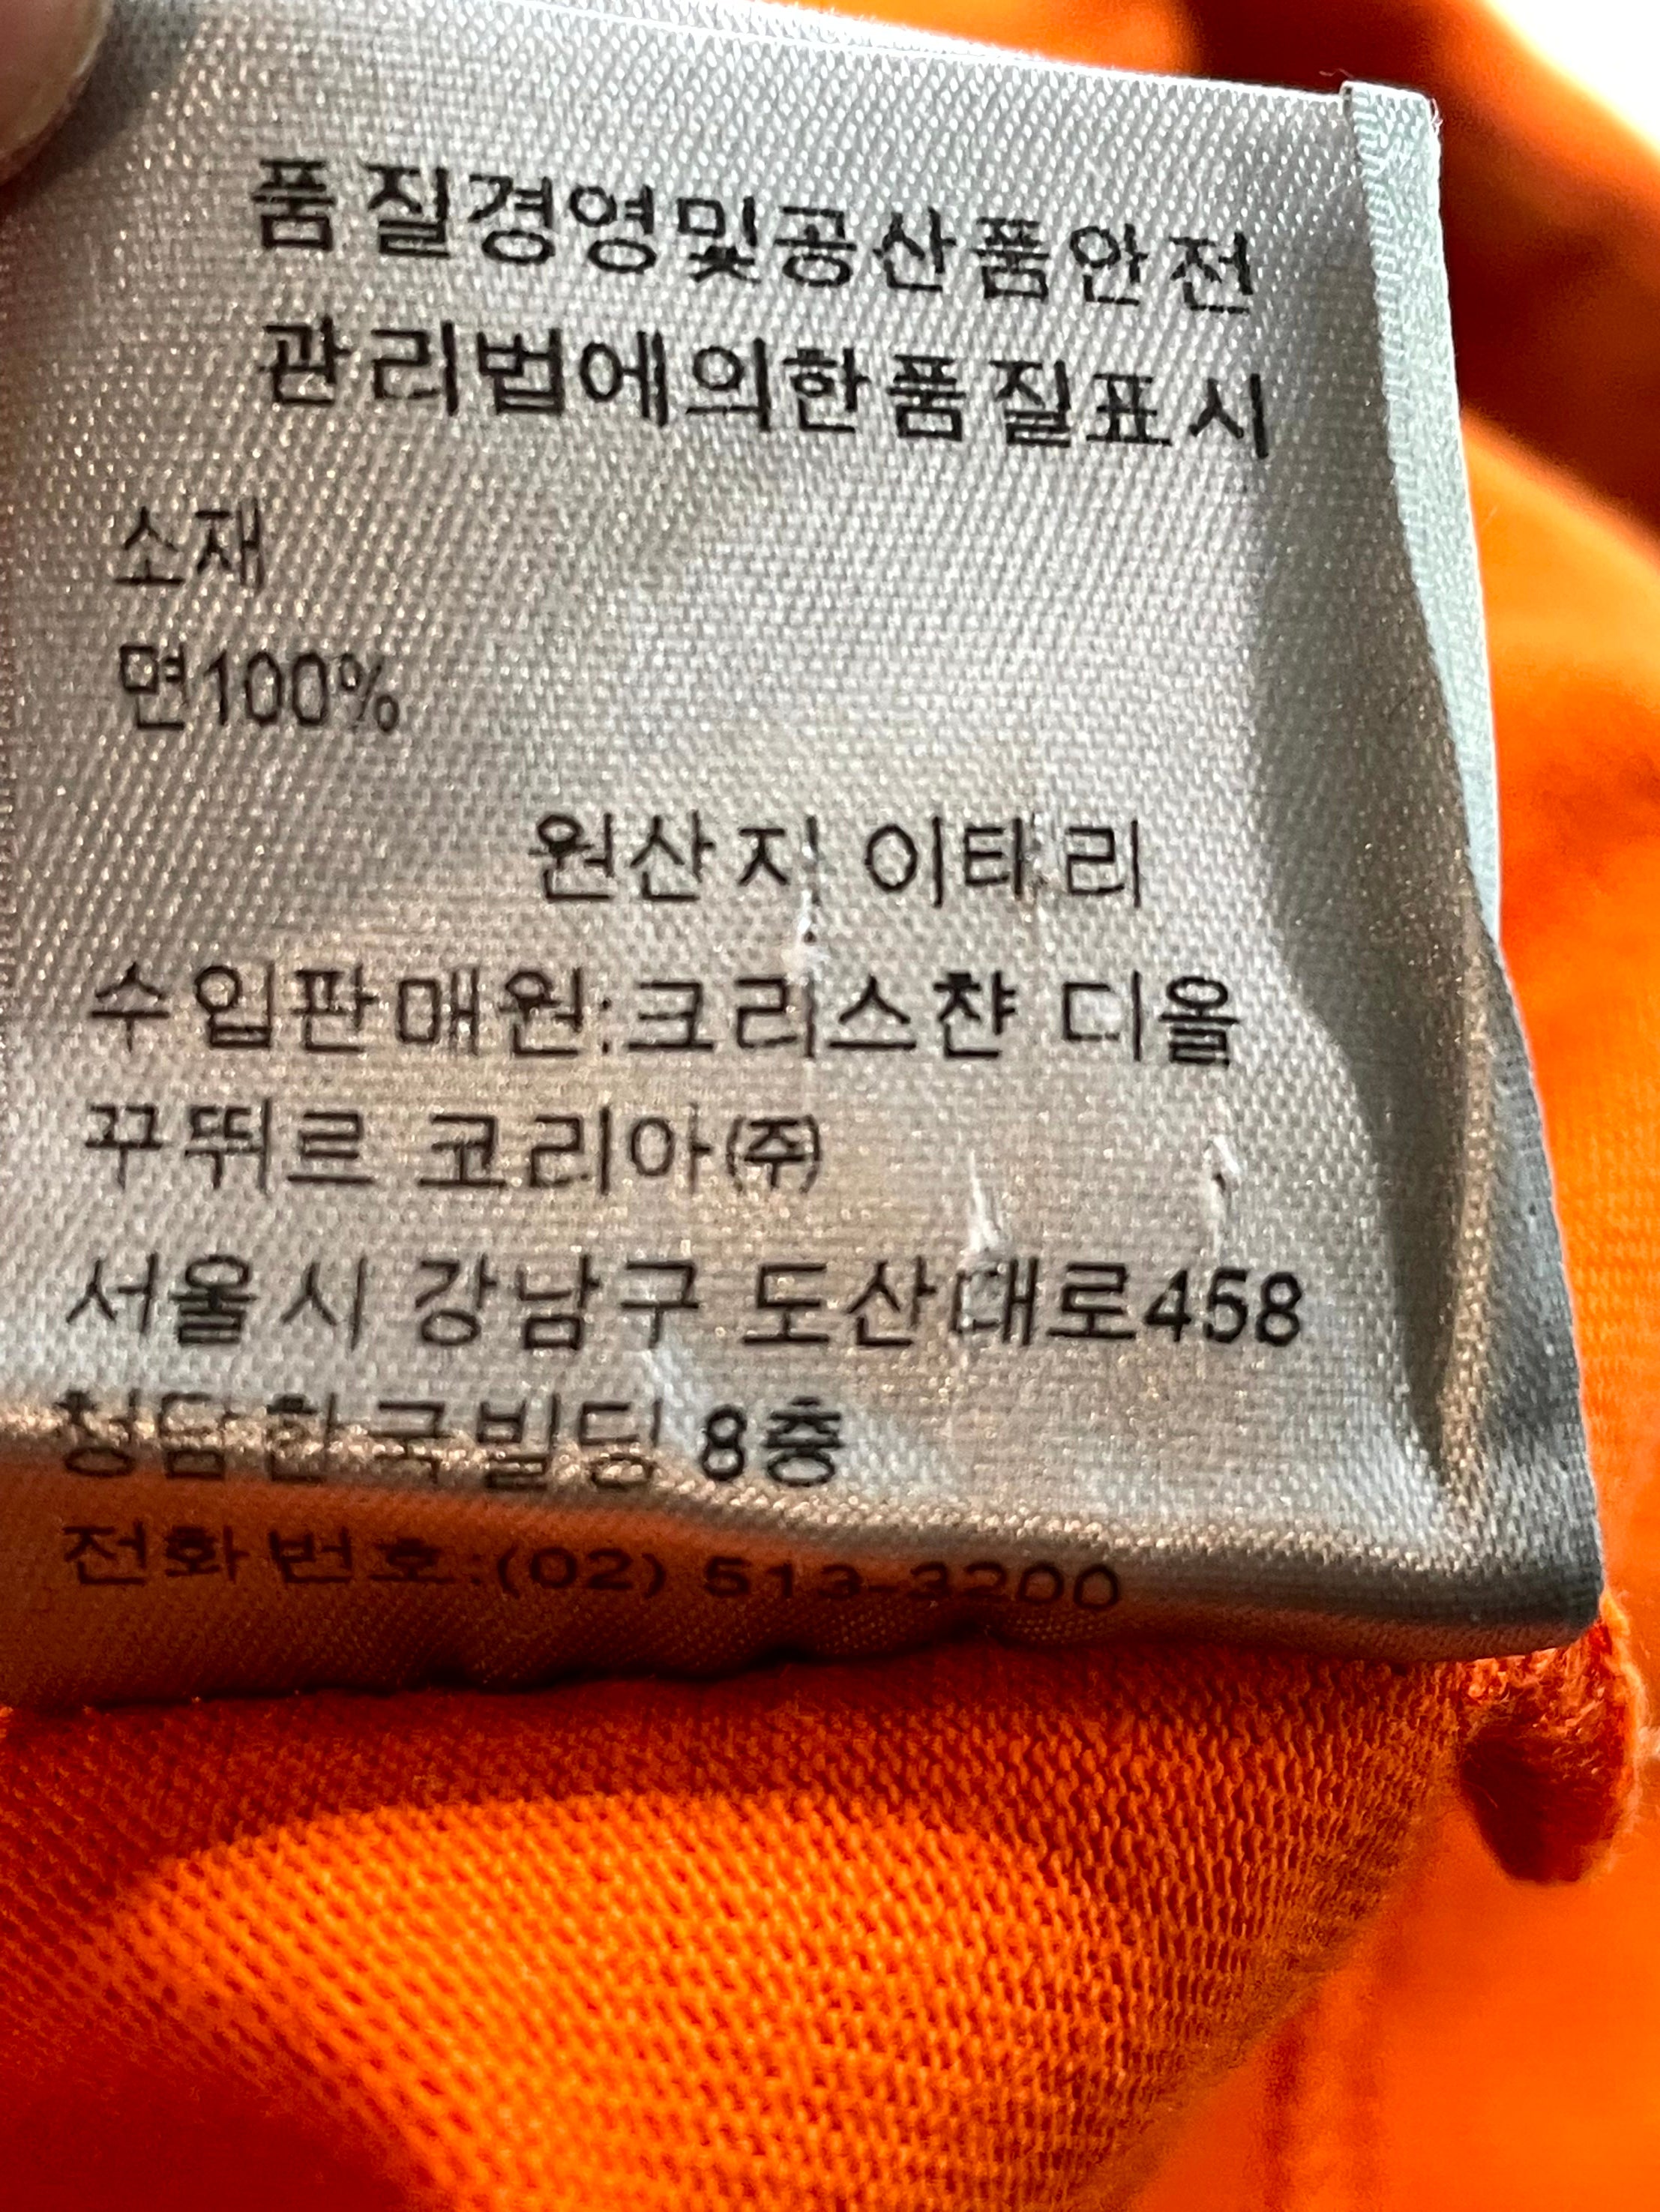 품질경영및공산품안전
관리법에의한품질표시
소재
면100%
원산지 이태리
수입판매원:크리스챤 디올
꾸뛰르 코리아㈜
서울시 강남구 도산대로458
청담한국빌딩 8층
전화번호:(02) 513-3200